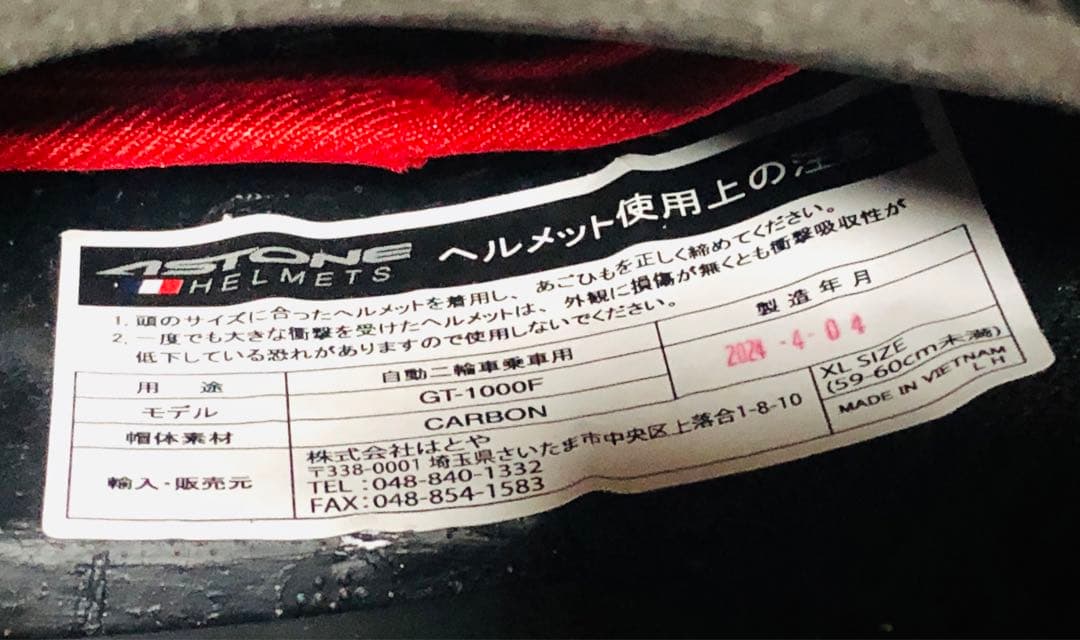 ASTONE
HELMETS
ヘルメット使用上の注
1. 頭のサイズに合ったヘルメットを着用し、あごひもを正しく締めてください。
2. 一度でも大きな衝撃を受けたヘルメットは、外観に損傷が無くとも衝撃吸収性が
低下している恐れがありますので使用しないでください。
用 途 自動二輪車乗車用 製造年月
モデル GT-1000F 2024 -4-04
帽体素材 CARBON XL SIZE
(59-60cm未満)
輸入・販売元 株式会社はとや
〒338-0001 埼玉県さいたま市中央区上落合1-8-10
TEL:048-840-1332
FAX:048-854-1583
MADE IN VIETNAM
L H